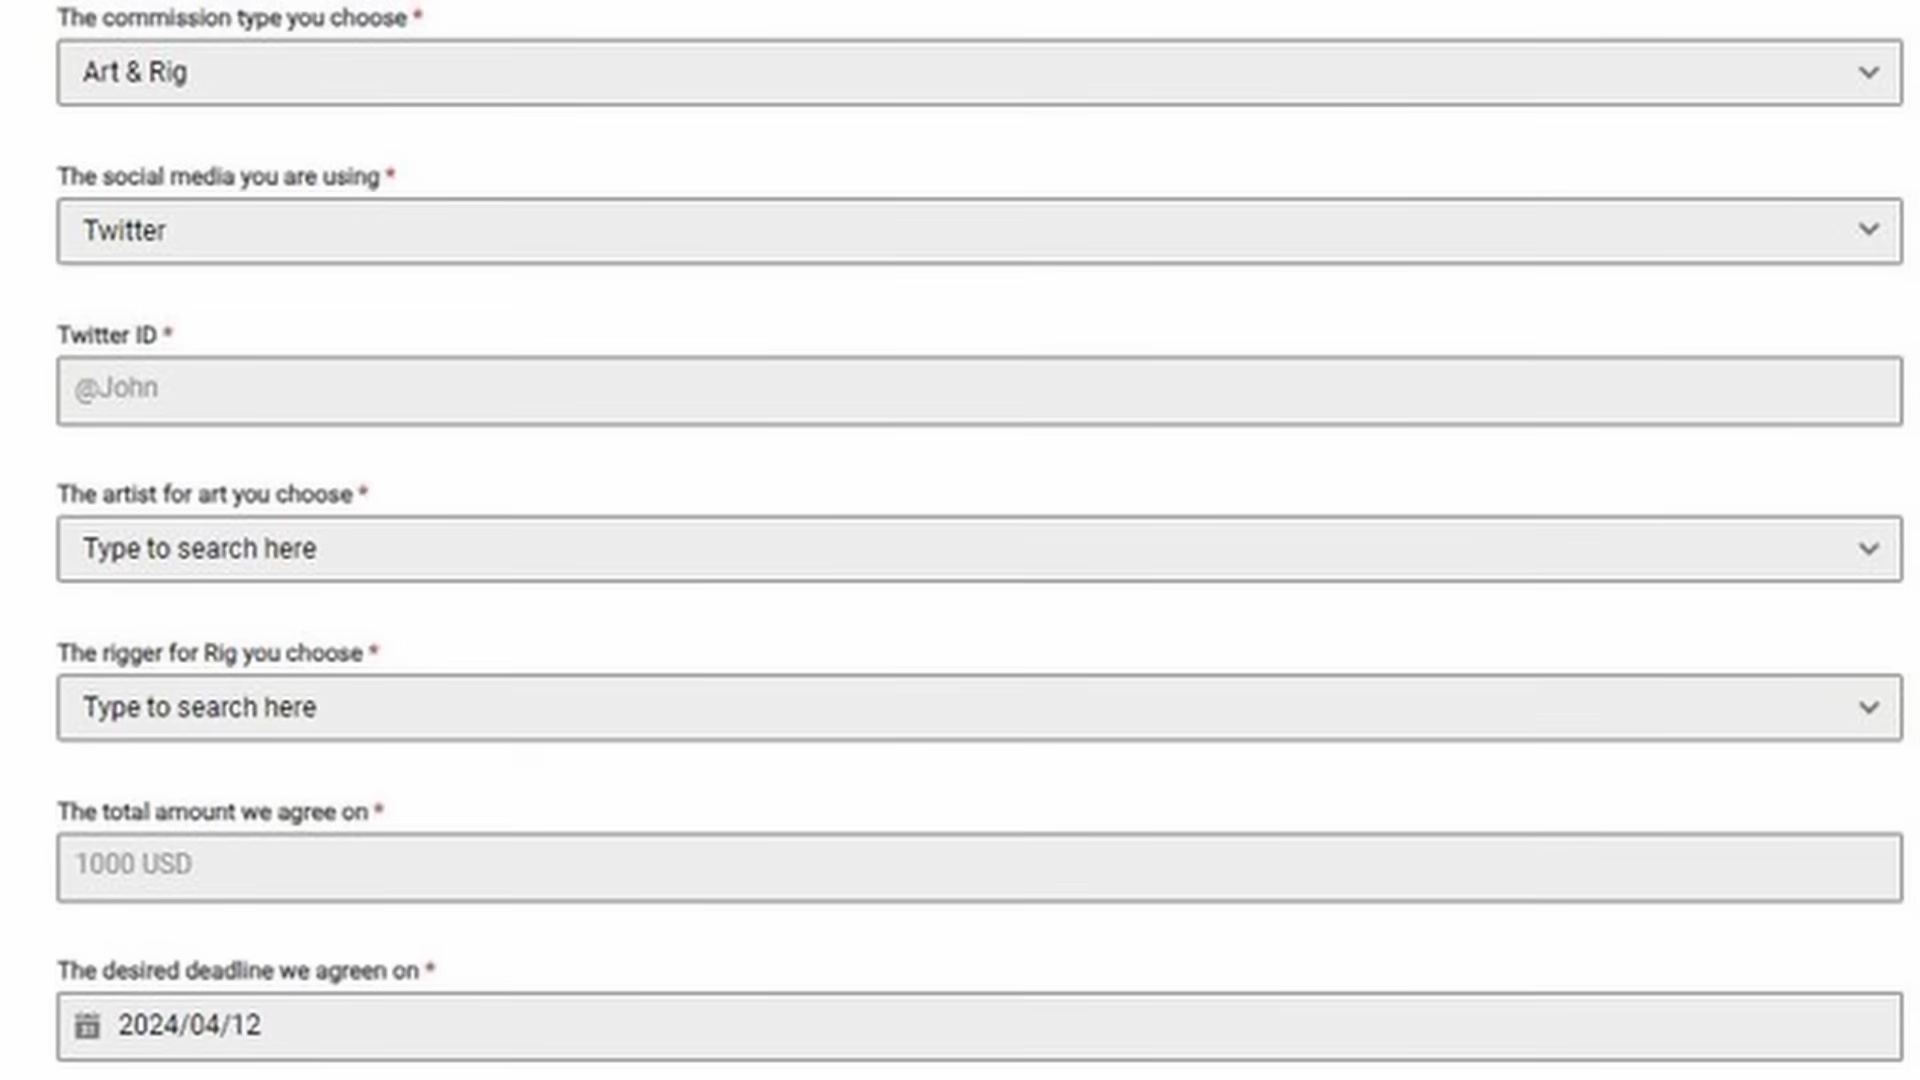 The commission type you choose *
Art & Rig
The social media you are using *
Twitter
Twitter ID *
@John
The artist for art you choose *
Type to search here
The rigger for Rig you choose *
Type to search here
The total amount we agree on *
1000 USD
The desired deadline we agreen on *
2024/04/12